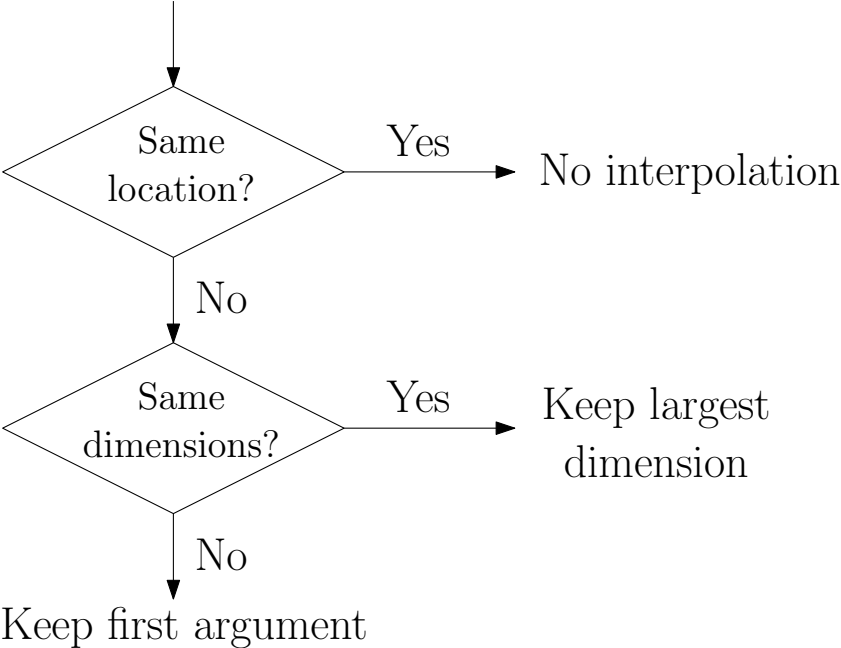 Same
location?
Yes
No interpolation
No
Same
dimensions?
Yes
Keep largest
dimension
No
Keep first argument